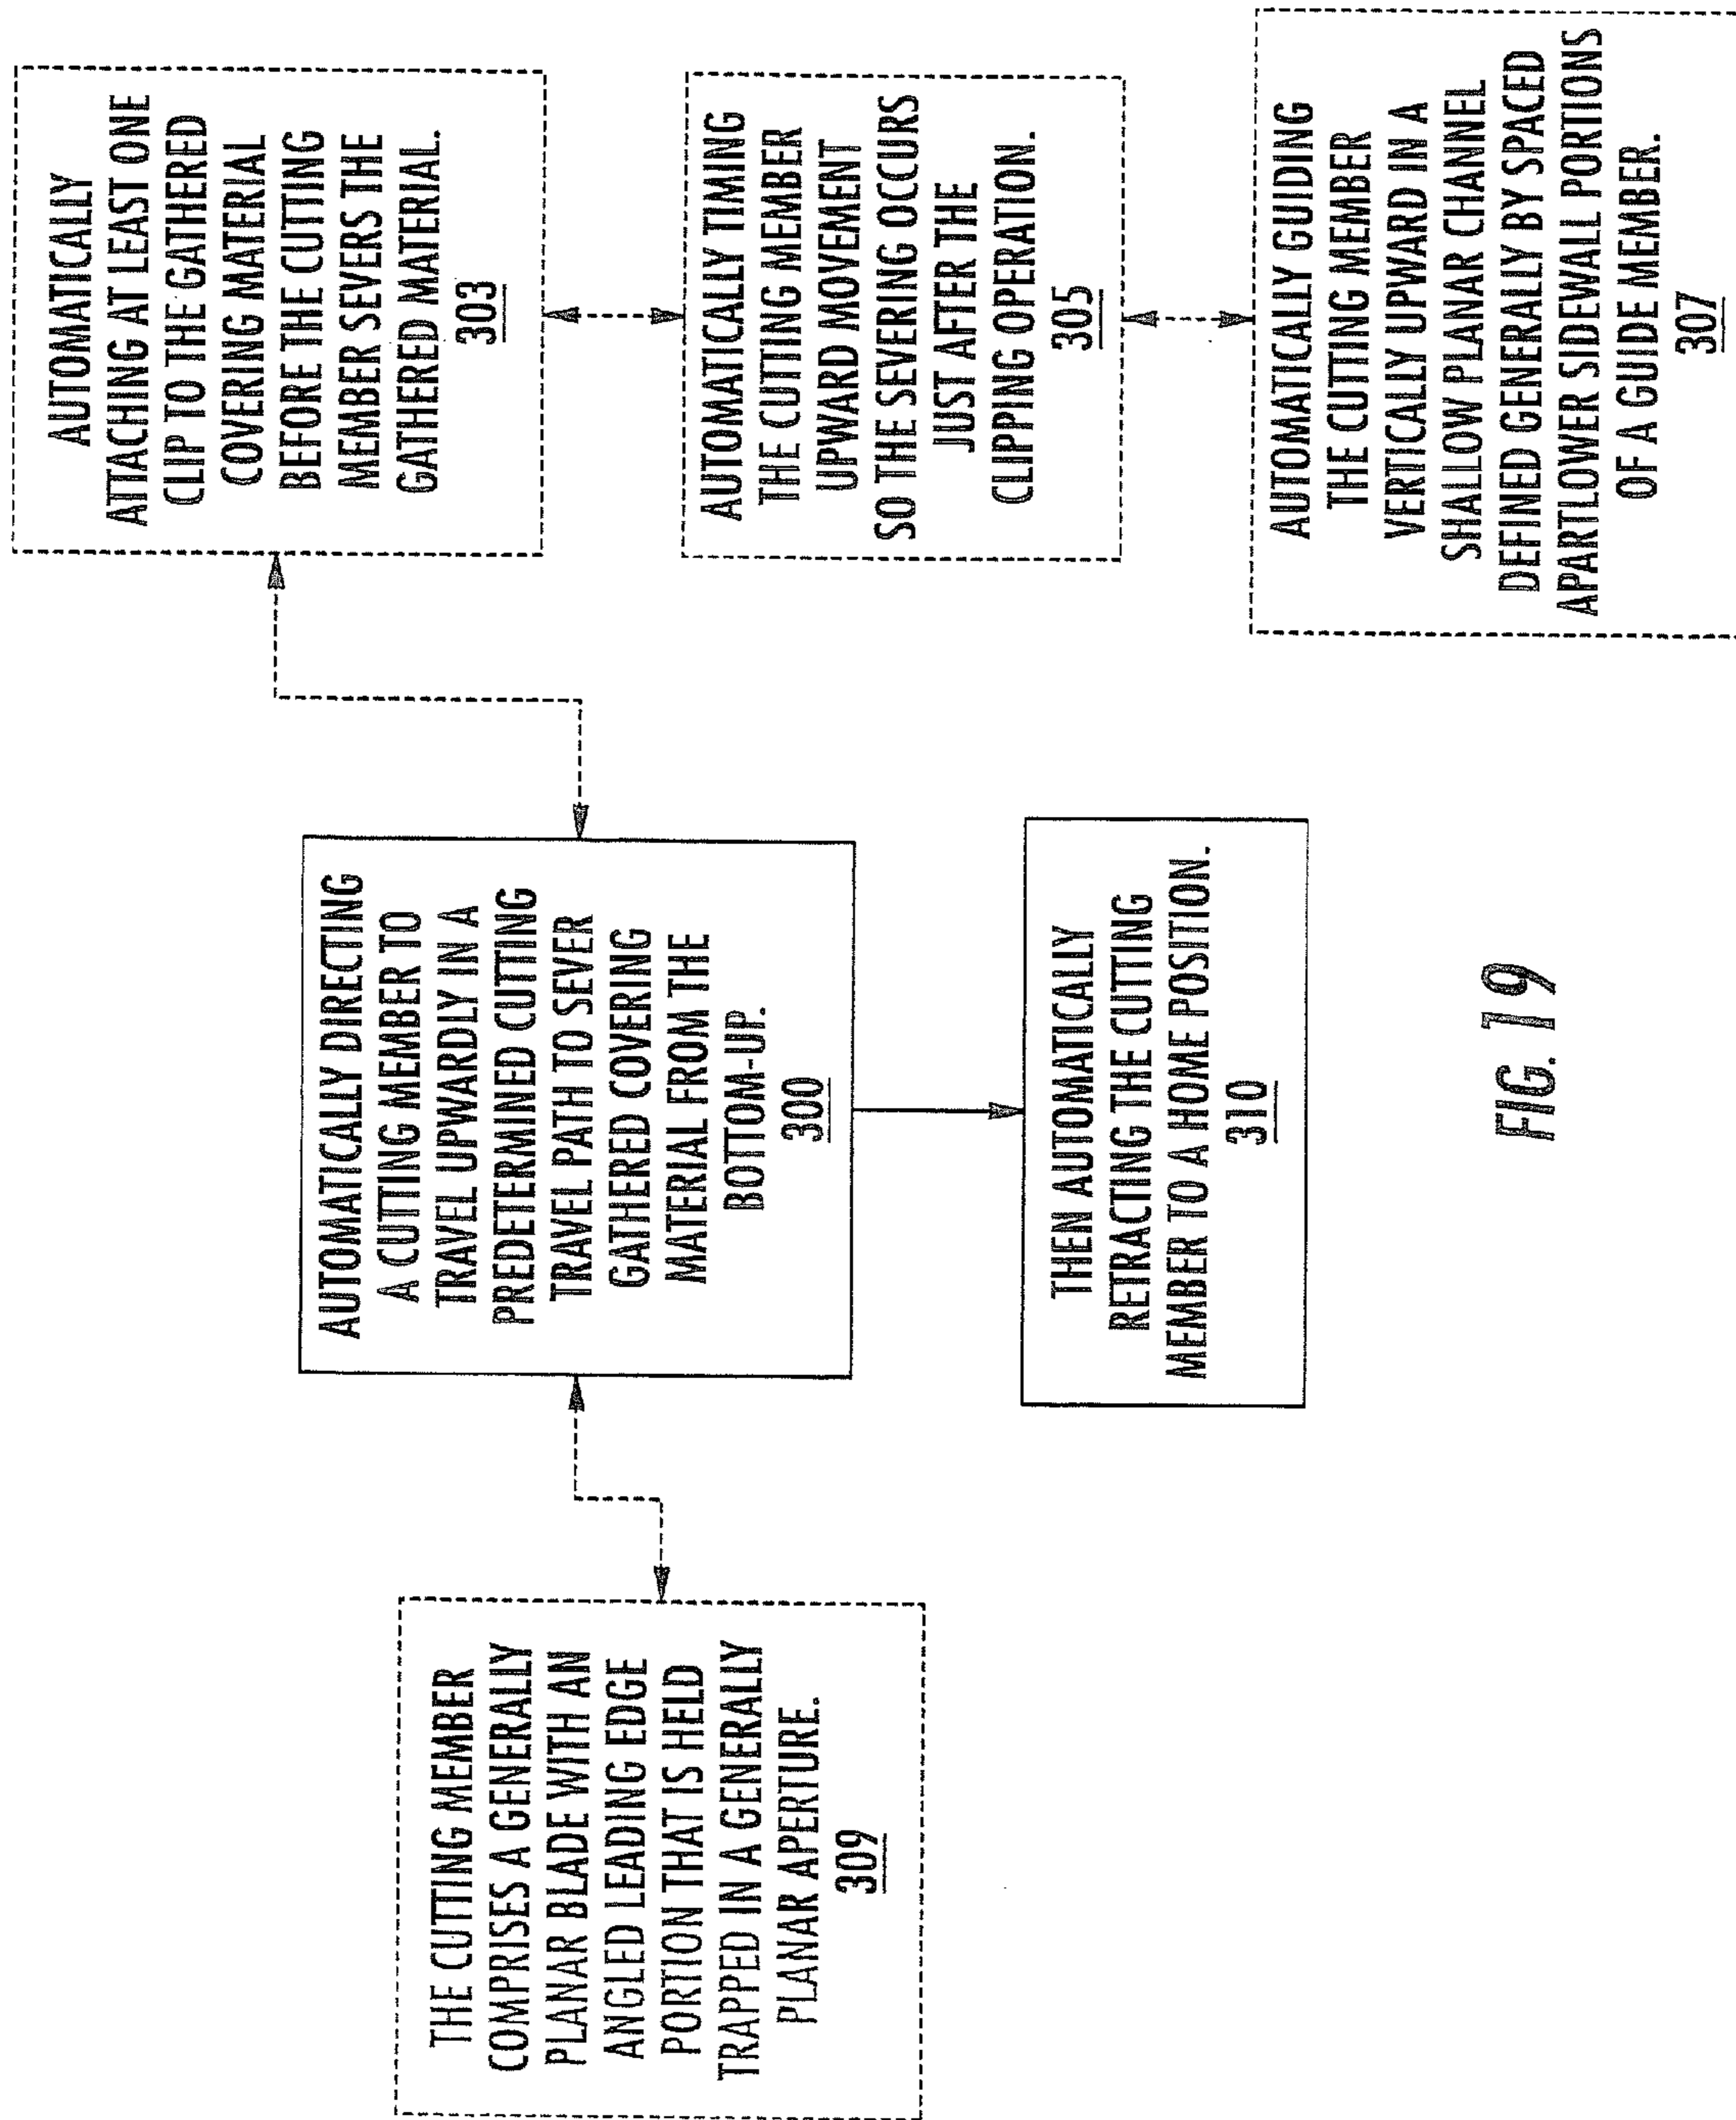 THE CUTTING MEMBER
COMPRISES A GENERALLY
PLANAR BLADE WITH AN
ANGLED LEADING EDGE
PORTION THAT IS HELD
TRAPPED IN A GENERALLY
PLANAR APERTURE.
309
AUTOMATICALLY DIRECTING
A CUTTING MEMBER TO
TRAVEL UPWARDLY IN A
PREDETERMINED CUTTING
TRAVEL PATH TO SEVER
GATHERED COVERING
MATERIAL FROM THE
BOTTOM-UP.
300
THEN AUTOMATICALLY
RETRACTING THE CUTTING
MEMBER TO A HOME POSITION.
310
AUTOMATICALLY
ATTACHING AT LEAST ONE
CLIP TO THE GATHERED
COVERING MATERIAL
BEFORE THE CUTTING
MEMBER SEVERS THE
GATHERED MATERIAL.
303
AUTOMATICALLY TIMING
THE CUTTING MEMBER
UPWARD MOVEMENT
SO THE SEVERING OCCURS
JUST AFTER THE
CLIPPING OPERATION.
305
AUTOMATICALLY GUIDING
THE CUTTING MEMBER
VERTICALLY UPWARD IN A
SHALLOW PLANAR CHANNEL
DEFINED GENERALLY BY SPACED
APARTLOWER SIDEWALL PORTIONS
OF A GUIDE MEMBER.
307
FIG. 19